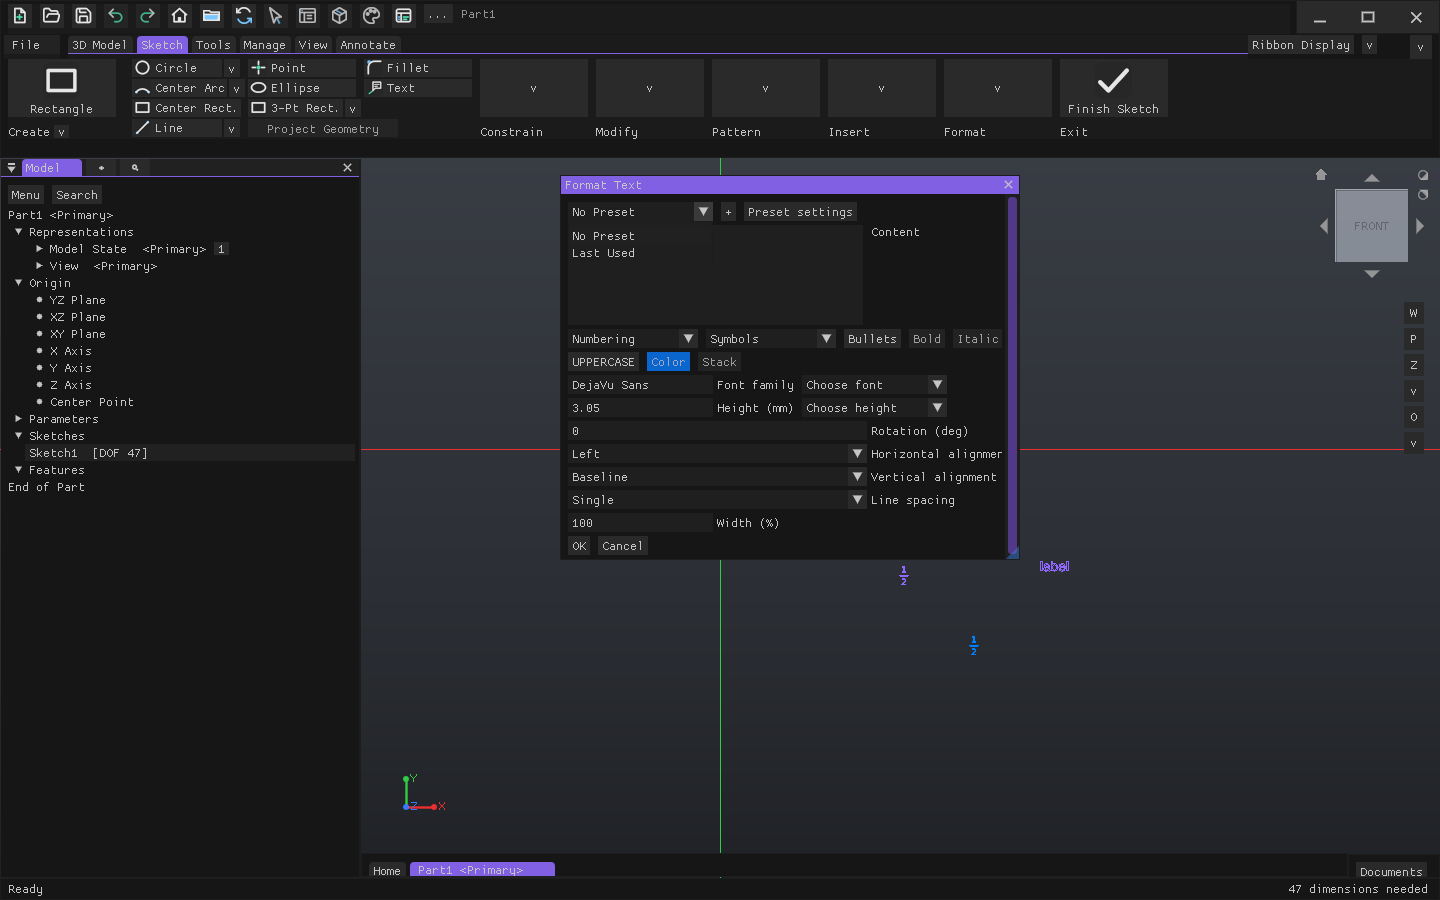 ... Part1
File 3D Model Sketch Tools Manage View Annotate Ribbon Display v v
Rectangle
Circle v
Center Arc v
Center Rect.
Line v
Point
Ellipse
3-Pt Rect. v
Project Geometry
Fillet
Text
v v v v v
Finish Sketch
Create v Constrain Modify Pattern Insert Format Exit
Model
Menu Search
Part1 <Primary>
Representations
Model State <Primary> 1
View <Primary>
Origin
YZ Plane
XZ Plane
XY Plane
X Axis
Y Axis
Z Axis
Center Point
Parameters
Sketches
Sketch1 [DOF 47]
Features
End of Part
Format Text
No Preset + Preset settings
No Preset
Last Used
Content
Numbering Symbols Bullets Bold Italic
UPPERCASE Color Stack
DejaVu Sans Font family Choose font
3.05 Height (mm) Choose height
0 Rotation (deg)
Left Horizontal alignmen
Baseline Vertical alignment
Single Line spacing
100 Width (%)
OK Cancel
1
2
label
1
2
FRONT
W
P
Z
v
O
v
Y
Z X
Home Part1 <Primary> Documents
Ready 47 dimensions needed